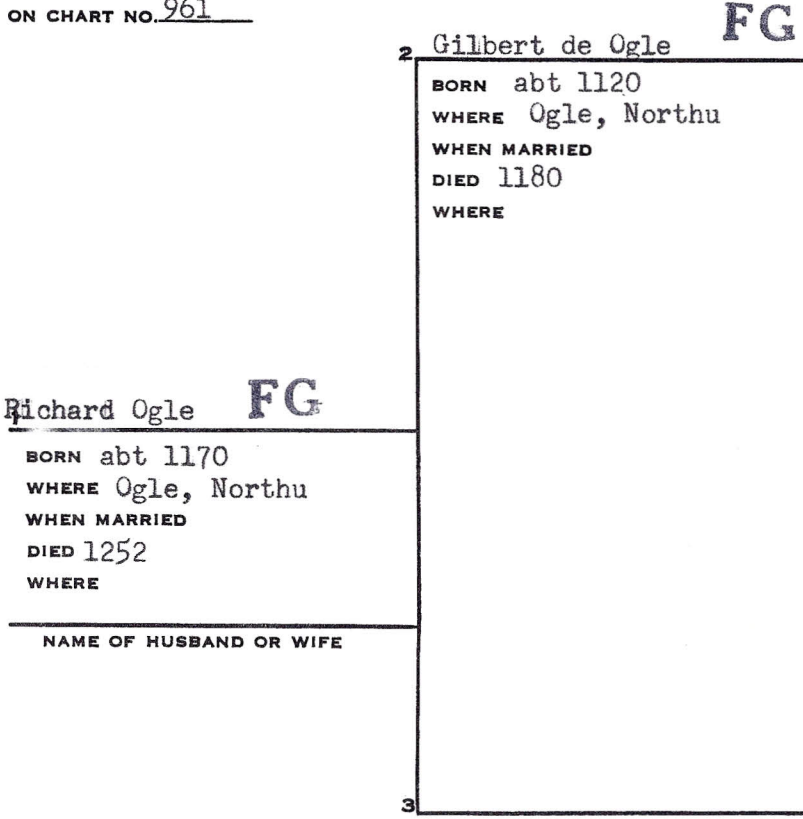 ON CHART NO. 961
FG
2 Gilbert de Ogle
BORN abt 1120
WHERE Ogle, Northu
WHEN MARRIED
DIED 1180
WHERE
Richard Ogle FG
BORN abt 1170
WHERE Ogle, Northu
WHEN MARRIED
DIED 1252
WHERE
NAME OF HUSBAND OR WIFE
3